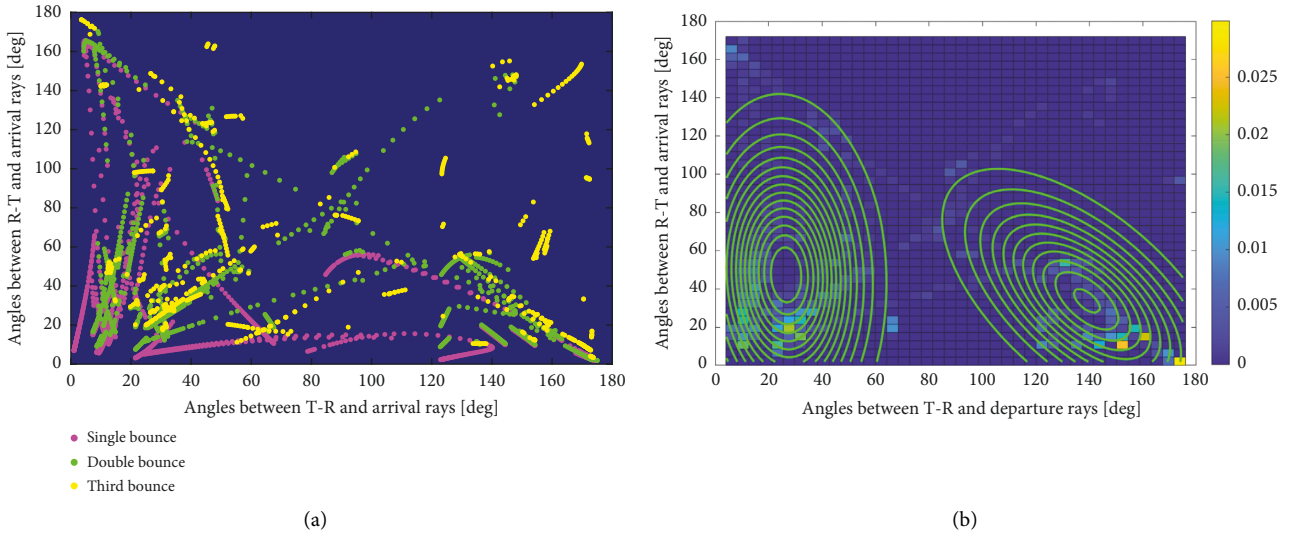 180
160
140
120
100
80
60
40
20
0
Angles between R-T and arrival rays [deg]
0 20 40 60 80 100 120 140 160 180
Angles between T-R and arrival rays [deg]
Single bounce
Double bounce
Third bounce
(a)
180
160
140
120
100
80
60
40
20
0
Angles between R-T and arrival rays [deg]
0 20 40 60 80 100 120 140 160 180
Angles between T-R and departure rays [deg]
0.025
0.02
0.015
0.01
0.005
0
(b)